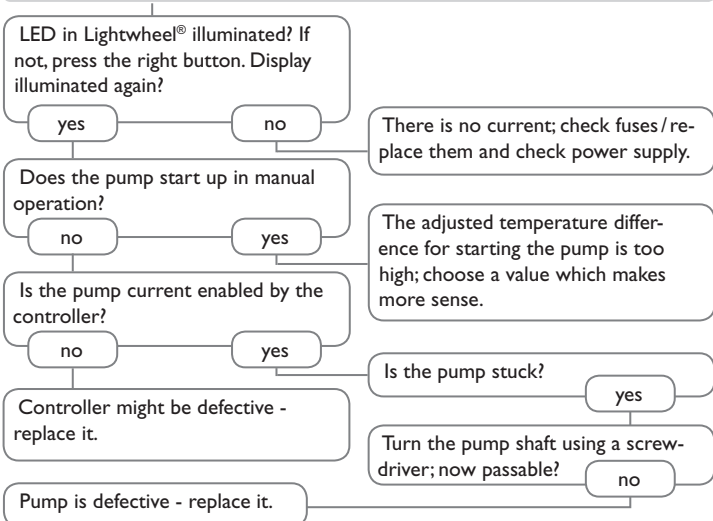 LED in Lightwheel® illuminated? If
not, press the right button. Display
illuminated again?
yes
no
There is no current; check fuses/re-
place them and check power supply.
Does the pump start up in manual
operation?
no
yes
The adjusted temperature differ-
ence for starting the pump is too
high; choose a value which makes
more sense.
Is the pump current enabled by the
controller?
no
yes
Is the pump stuck?
yes
Controller might be defective -
replace it.
Turn the pump shaft using a screw-
driver; now passable?
no
Pump is defective - replace it.